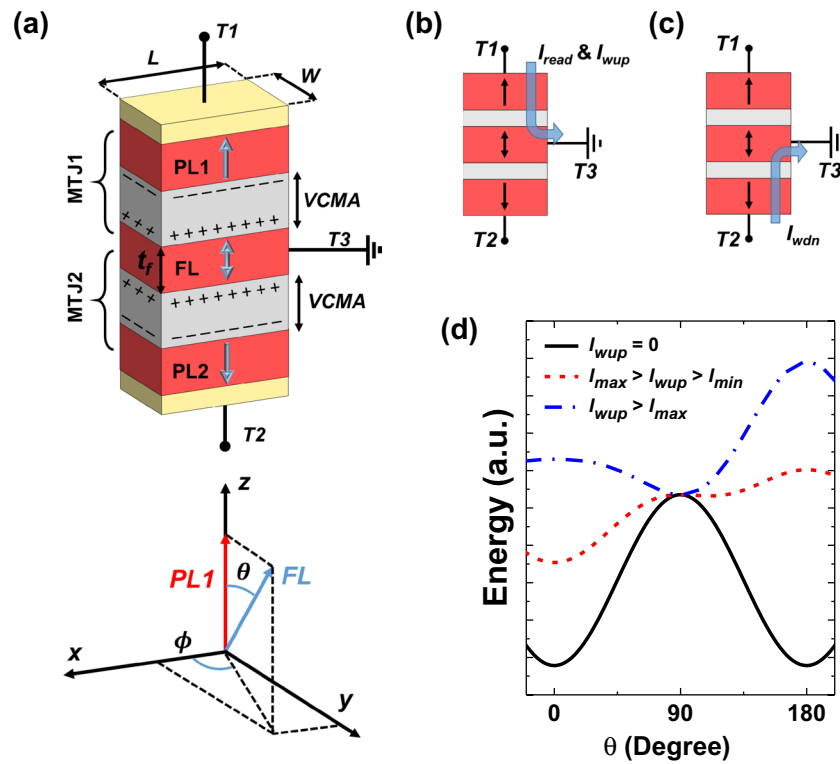 (a)
T1
L
W
MTJ1
PL1
VCMA
– – – – – – – –
+ + + + + + + + + +
T3
t_f
FL
MTJ2
+ + + + + + + + + +
VCMA
– – – – – – – –
PL2
T2
z
PL1
θ
FL
x
ϕ
y
(b)
T1
I_read & I_wup
T3
T2
(c)
T1
T3
T2
I_wdn
(d)
I_wup = 0
I_max > I_wup > I_min
I_wup > I_max
Energy (a.u.)
0 90 180
θ (Degree)